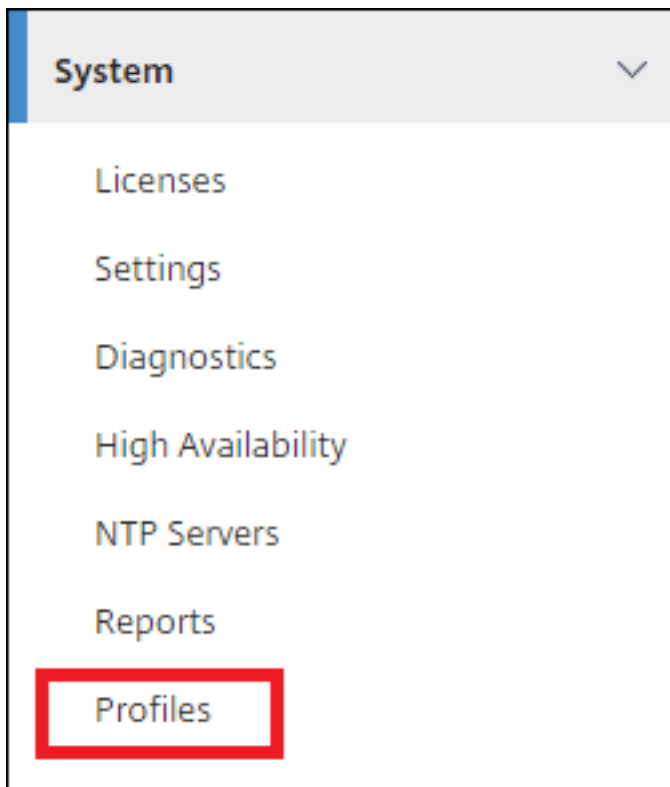 System
Licenses
Settings
Diagnostics
High Availability
NTP Servers
Reports
Profiles